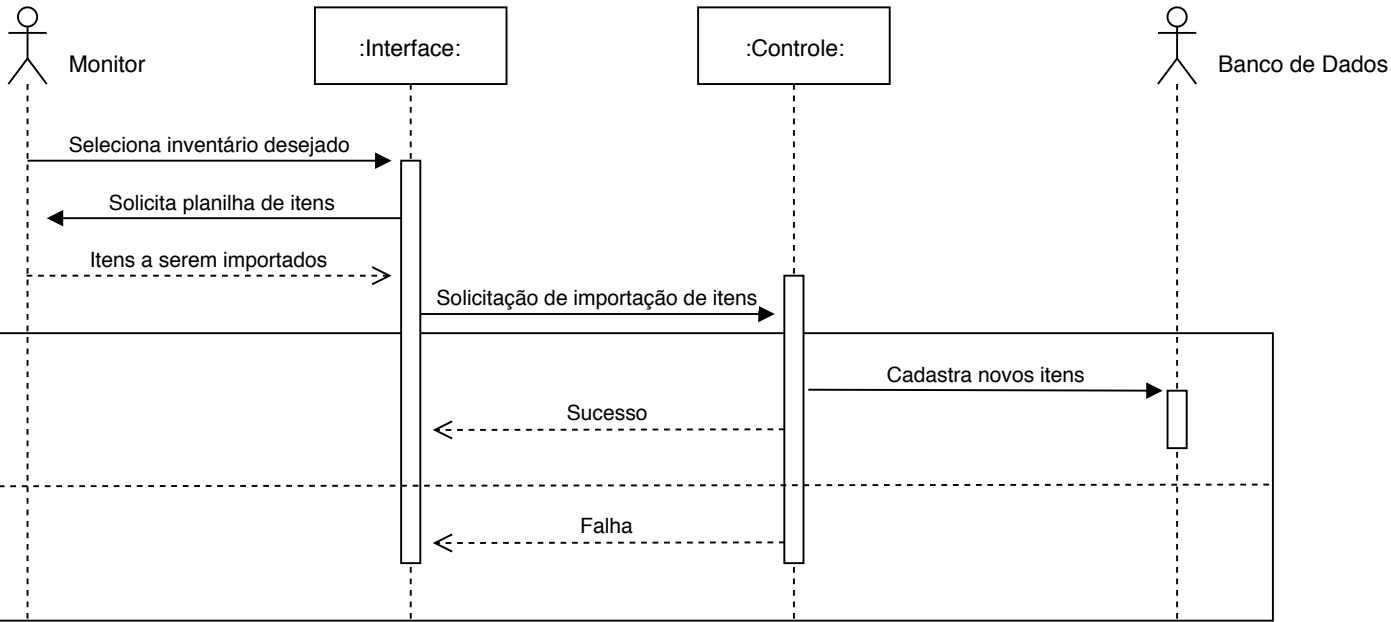 Monitor
:Interface:
:Controle:
Banco de Dados
Seleciona inventário desejado
Solicita planilha de itens
Itens a serem importados
Solicitação de importação de itens
Cadastra novos itens
Sucesso
Falha